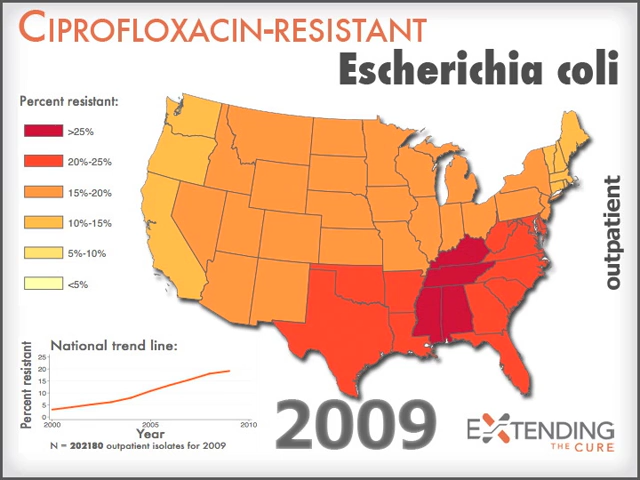 CIPROFLOXACIN-RESISTANT
Escherichia coli
Percent resistant:
>25%
20%-25%
15%-20%
10%-15%
5%-10%
<5%
outpatient
National trend line:
Percent resistant
25
20
15
10
5
0
2000
2005
2010
Year
N = 202180 outpatient isolates for 2009
2009
EXTENDING
THE CURE